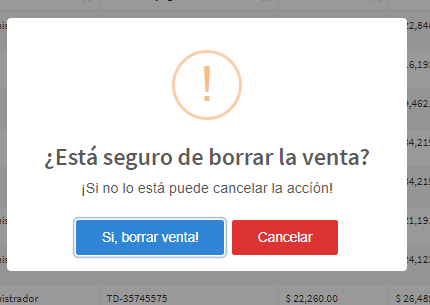 !
¿Está seguro de borrar la venta?
¡Si no lo está puede cancelar la acción!
Si, borrar venta! Cancelar
TD-35745575 $ 22,260.00